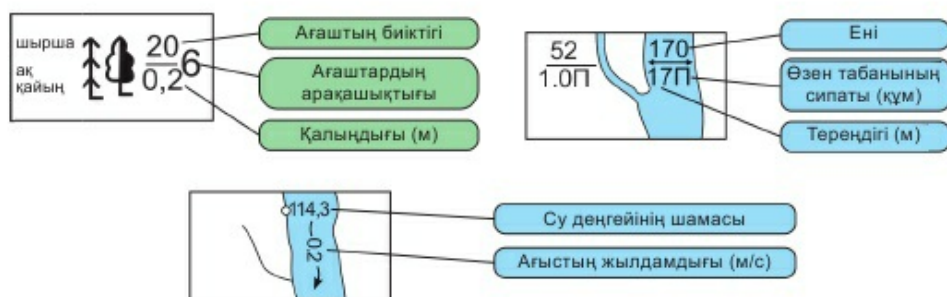 шырша
ақ
қайың
20
0,2
6
Ағаштың биіктігі
Ағаштардың
арақашықтығы
Қалыңдығы (м)
52
1.0П
170
17П
Ені
Өзен табанының
сипаты (құм)
Тереңдігі (м)
114,3
0,2
Су деңгейінің шамасы
Ағыстың жылдамдығы (м/с)